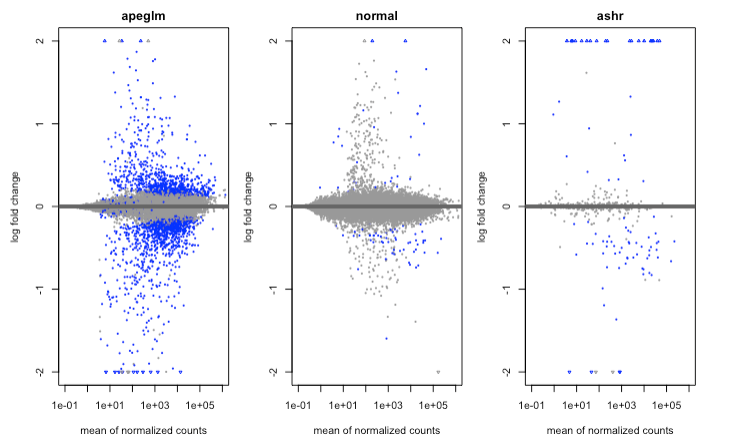 apeglm
normal
ashr
log fold change
2
1
0
-1
-2
1e-01
1e+01
1e+03
1e+05
mean of normalized counts
log fold change
2
1
0
-1
-2
1e-01
1e+01
1e+03
1e+05
mean of normalized counts
log fold change
2
1
0
-1
-2
1e-01
1e+01
1e+03
1e+05
mean of normalized counts